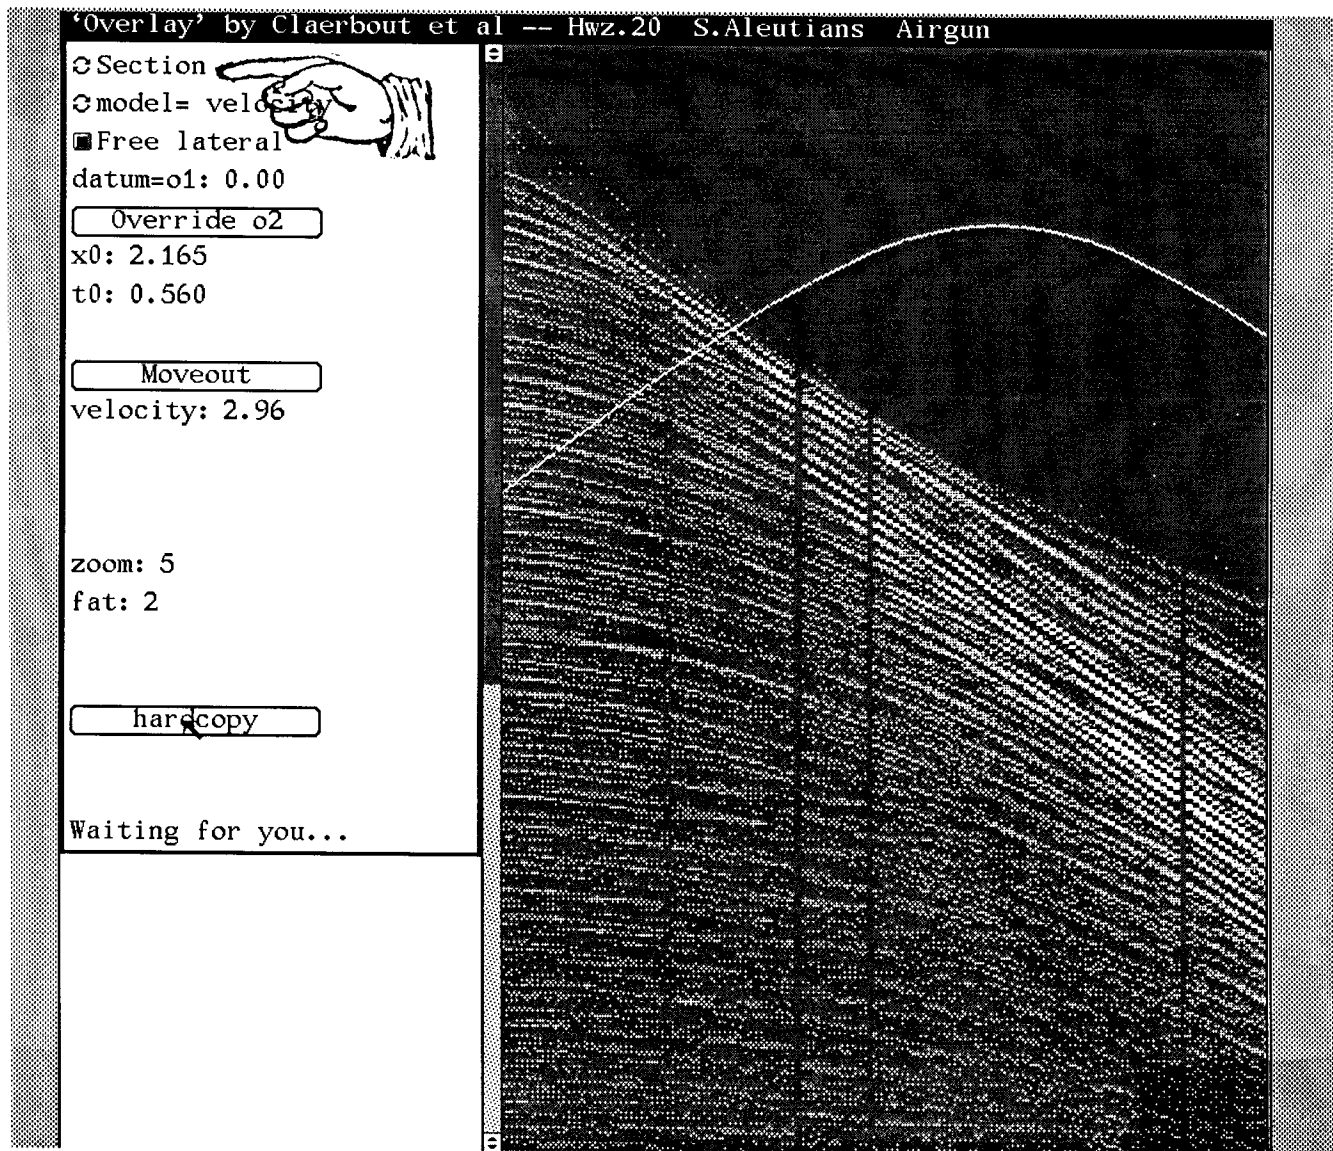 ‘Overlay’ by Claerbout et al -- Hwz.20 S.Aleutians Airgun
Section
model= velocity
Free lateral
datum=o1: 0.00
Override o2
x0: 2.165
t0: 0.560
Moveout
velocity: 2.96
zoom: 5
fat: 2
hardcopy
Waiting for you...